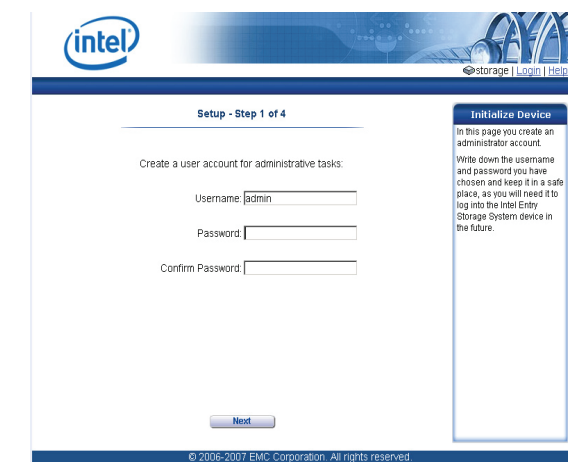 intel
storage | Login | Help
Setup - Step 1 of 4
Create a user account for administrative tasks:
Username: admin
Password:
Confirm Password:
Next
Initialize Device
In this page you create an
administrator account.
Write down the username
and password you have
chosen and keep it in a safe
place, as you will need it to
log into the Intel Entry
Storage System device in
the future.
© 2006-2007 EMC Corporation. All rights reserved.